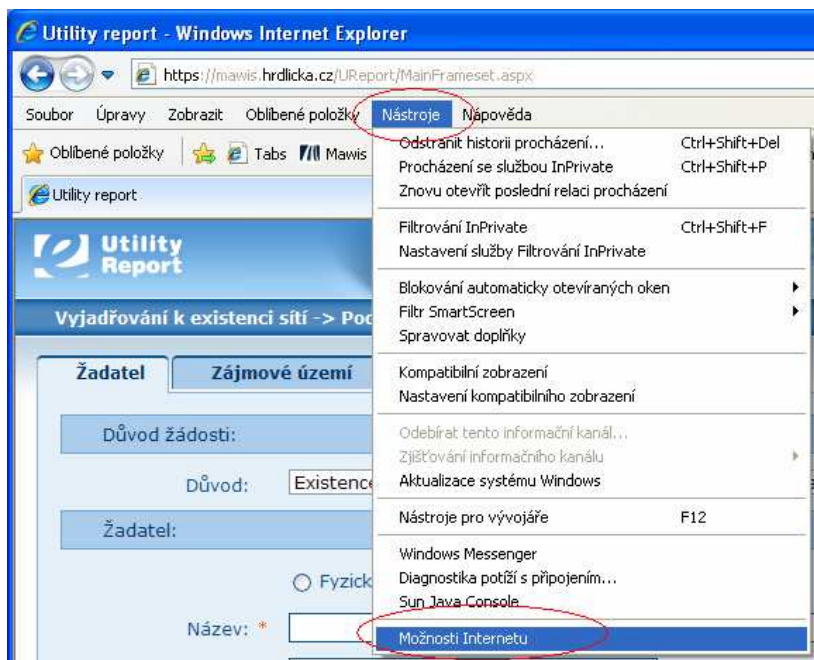 Utility report - Windows Internet Explorer
https://mawis.hrdlicka.cz/UReport/MainFrameset.aspx
Soubor Úpravy Zobrazit Oblíbené položky Nástroje Nápověda
Oblíbené položky Tabs Mawis
Utility report
Odstranit historii procházení... Ctrl+Shift+Del
Procházení se službou InPrivate Ctrl+Shift+P
Znovu otevřít poslední relaci procházení
Filtrování InPrivate Ctrl+Shift+F
Nastavení služby Filtrování InPrivate
Blokování automaticky otevíraných oken
Filtr SmartScreen
Spravovat doplňky
Kompatibilní zobrazení
Nastavení kompatibilního zobrazení
Odebírat tento informační kanál...
Zjišťování informačního kanálu
Aktualizace systému Windows
Nástroje pro vývojáře F12
Windows Messenger
Diagnostika potíží s připojením...
Sun Java Console
Možnosti Internetu
Utility
Report
Vyjadřování k existenci sítí -> Pod
Žadatel Zájmové území
Důvod žádosti:
Důvod: Existence
Žadatel:
Fyzick
Název: *